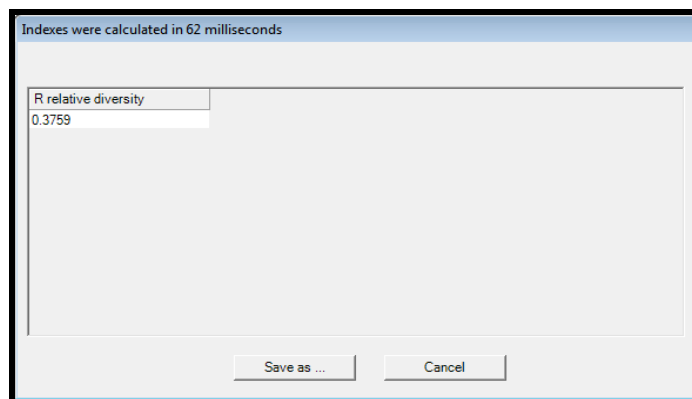 Indexes were calculated in 62 milliseconds
R relative diversity
0.3759
Save as ...
Cancel